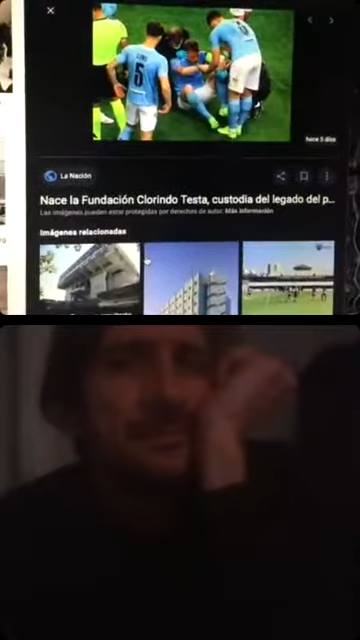 hace 5 días
La Nación
Nace la Fundación Clorindo Testa, custodia del legado del p...
Las imágenes pueden estar protegidas por derechos de autor. Más información
Imágenes relacionadas
5